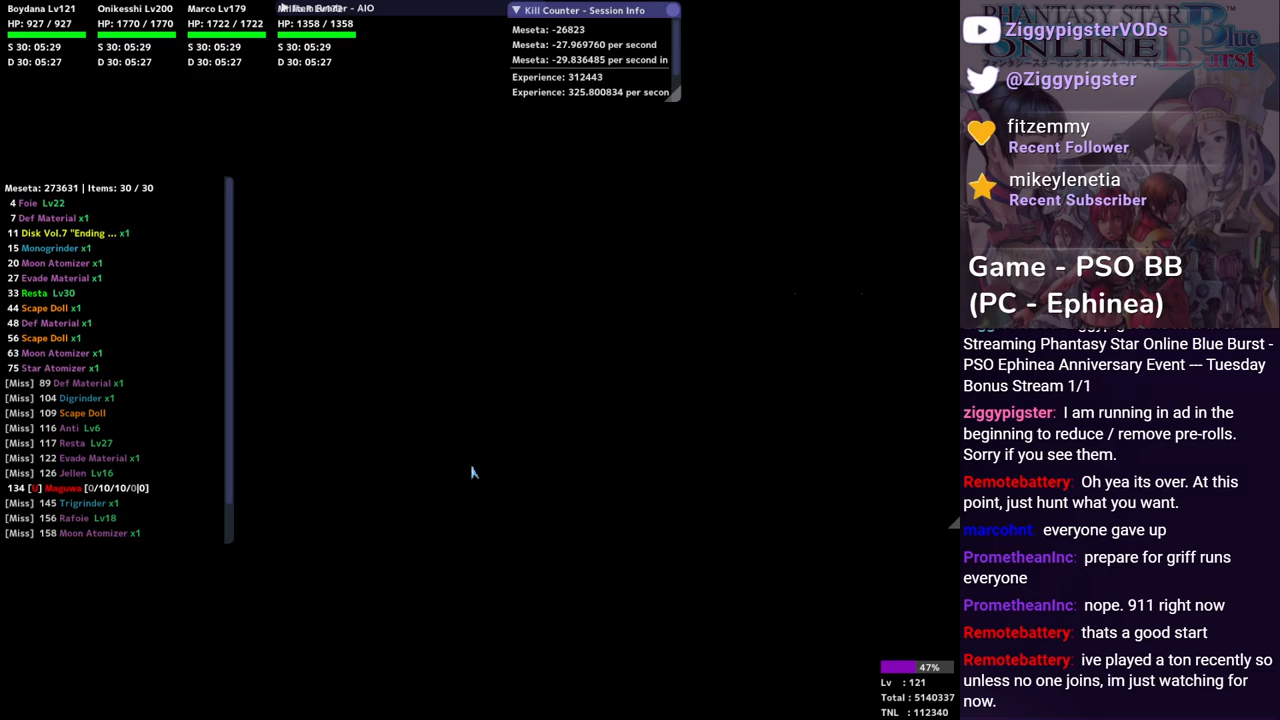 Boydana Lv121
HP: 927 / 927
S 30: 05:29
D 30: 05:27
Onikesshi Lv200
HP: 1770 / 1770
S 30: 05:29
D 30: 05:27
Marco Lv179
HP: 1722 / 1722
S 30: 05:29
D 30: 05:27
HP: 1358 / 1358
S 30: 05:29
D 30: 05:27
- AIO
Kill Counter - Session Info
Meseta: -26823
Meseta: -27.969760 per second
Meseta: -29.836485 per second in
Experience: 312443
Experience: 325.800834 per secon
Meseta: 273631 | Items: 30 / 30
4 Foie Lv22
7 Def Material x1
11 Disk Vol.7 "Ending ... x1
15 Monogrinder x1
20 Moon Atomizer x1
27 Evade Material x1
33 Resta Lv30
44 Scape Doll x1
48 Def Material x1
56 Scape Doll x1
63 Moon Atomizer x1
75 Star Atomizer x1
[Miss] 89 Def Material x1
[Miss] 104 Digrinder x1
[Miss] 109 Scape Doll
[Miss] 116 Anti Lv6
[Miss] 117 Resta Lv27
[Miss] 122 Evade Material x1
[Miss] 126 Jellen Lv16
134 [U] Maguwa [0/10/10/0|0]
[Miss] 145 Trigrinder x1
[Miss] 156 Rafoie Lv18
[Miss] 158 Moon Atomizer x1
47%
Lv : 121
Total : 5140337
TNL : 112340
PHANTASY STAR
ONLINE Blue
Burst
ZiggypigsterVODs
@Ziggypigster
fitzemmy
Recent Follower
mikeylenetia
Recent Subscriber
Game - PSO BB
(PC - Ephinea)
Streaming Phantasy Star Online Blue Burst -
PSO Ephinea Anniversary Event --- Tuesday
Bonus Stream 1/1
ziggypigster: I am running in ad in the
beginning to reduce / remove pre-rolls.
Sorry if you see them.
Remotebattery: Oh yea its over. At this
point, just hunt what you want.
marcohnt: everyone gave up
PrometheanInc: prepare for griff runs
everyone
PrometheanInc: nope. 911 right now
Remotebattery: thats a good start
Remotebattery: ive played a ton recently so
unless no one joins, im just watching for
now.